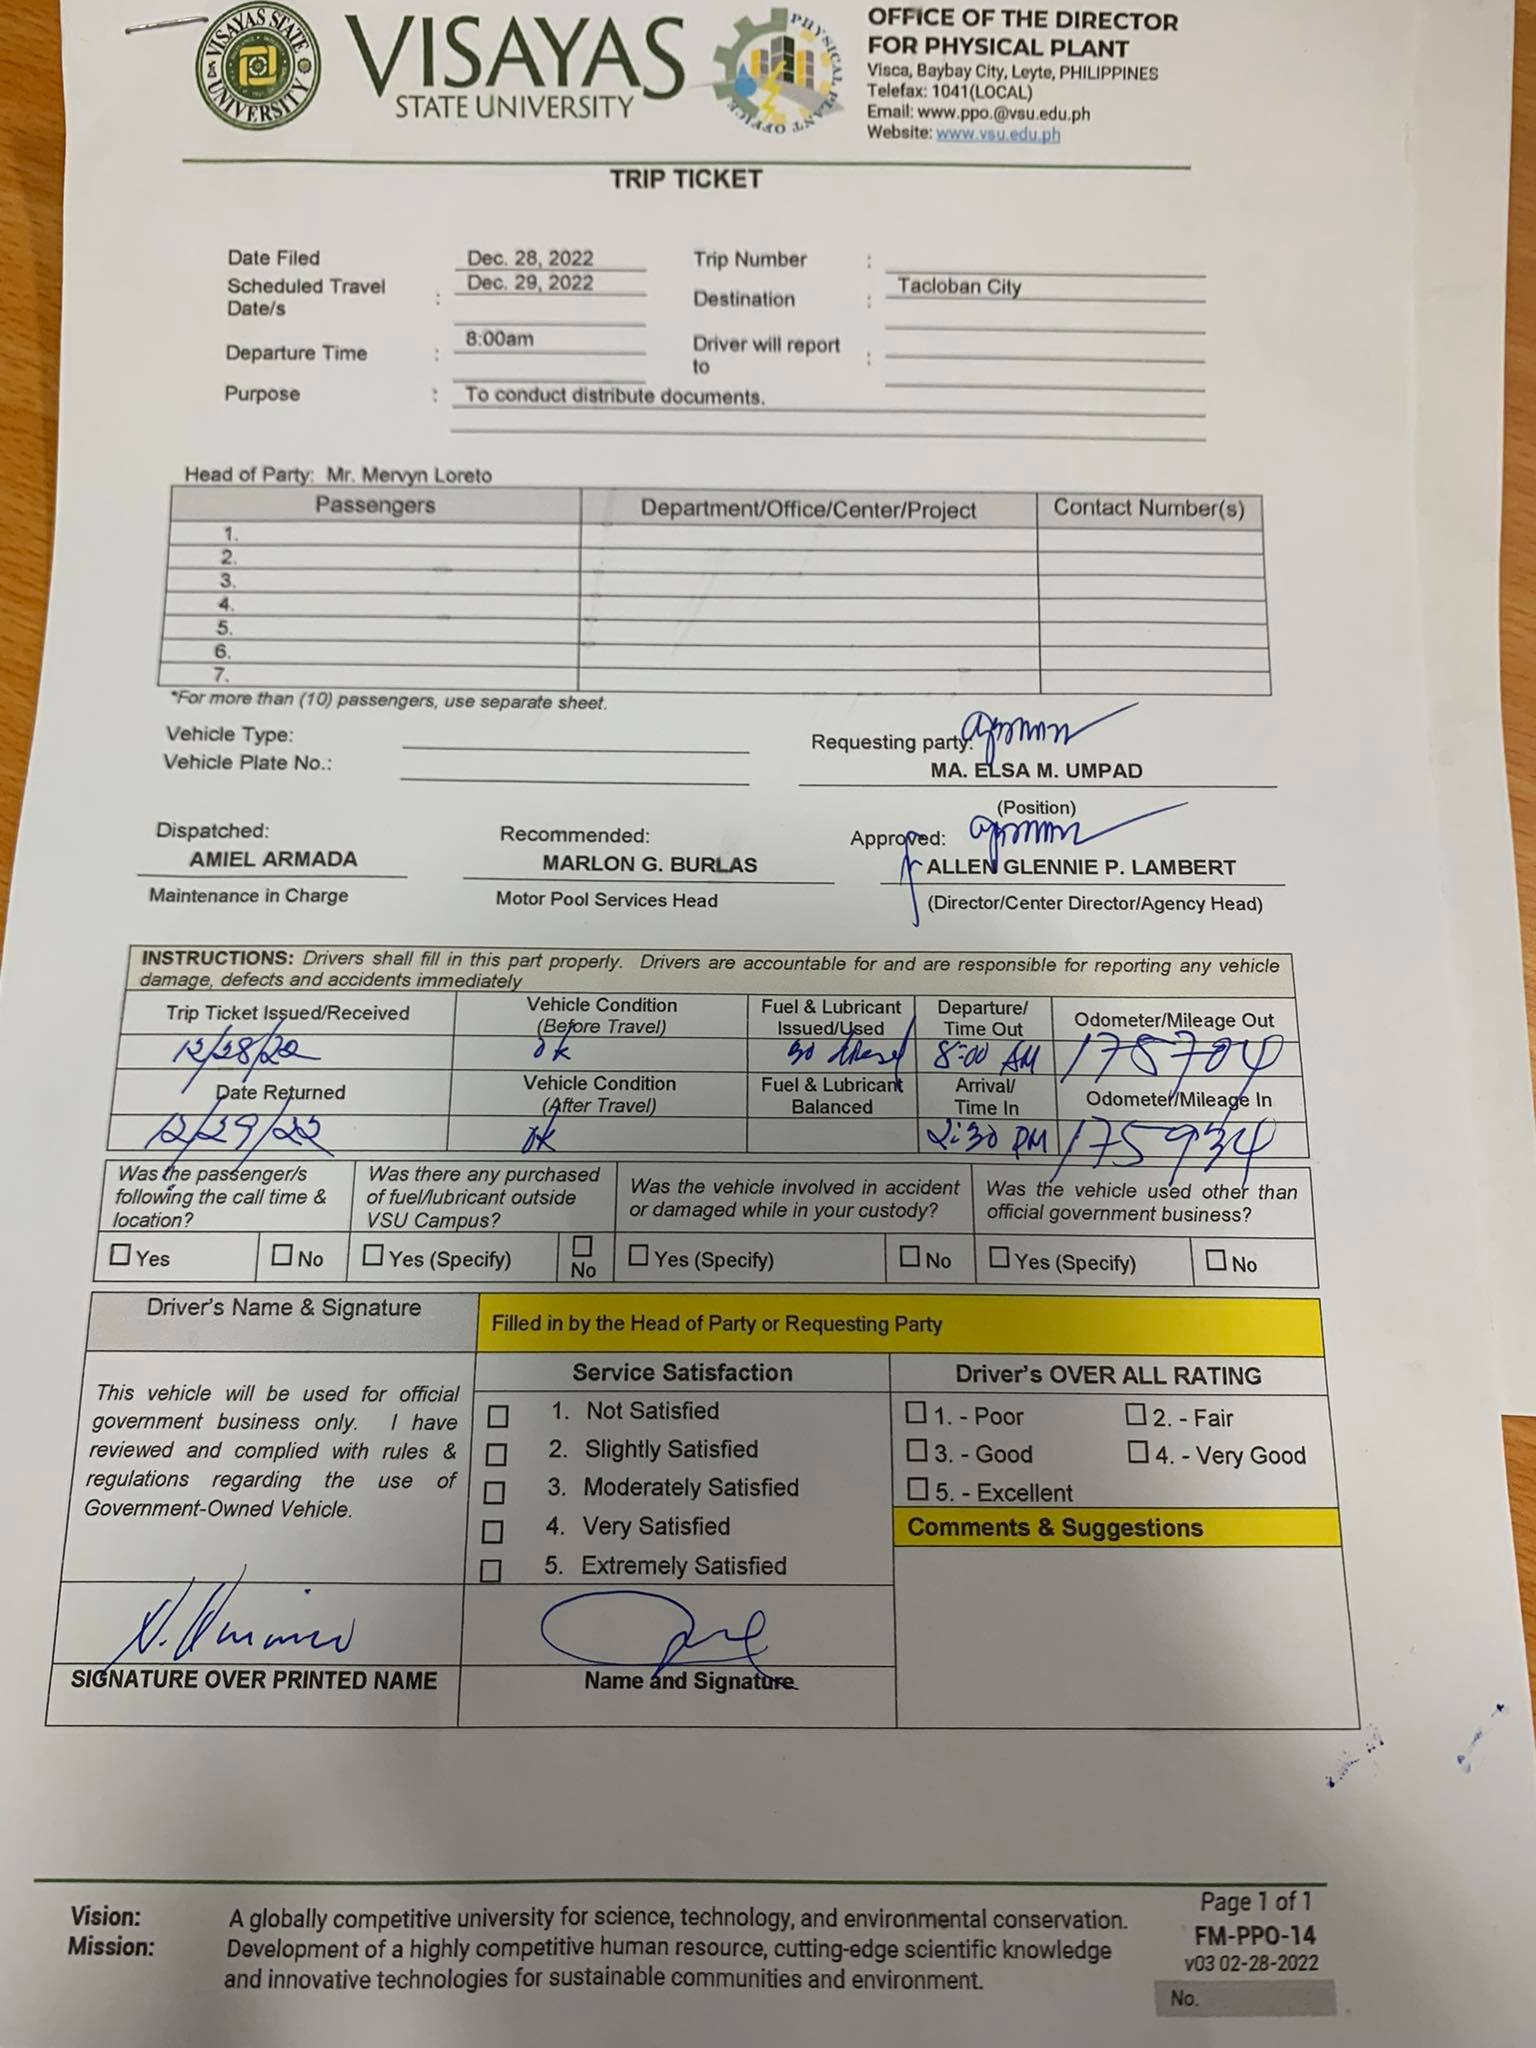 VISAYAS STATE UNIVERSITY
VISAYAS
STATE UNIVERSITY
PHYSICAL PLANT OFFICE
OFFICE OF THE DIRECTOR
FOR PHYSICAL PLANT
Visca, Baybay City, Leyte, PHILIPPINES
Telefax: 1041(LOCAL)
Email: www.ppo.@vsu.edu.ph
Website: www.vsu.edu.ph
TRIP TICKET
Date Filed Dec. 28, 2022 Trip Number :
Scheduled Travel Date/s : Dec. 29, 2022 Destination : Tacloban City
Departure Time : 8:00am Driver will report to :
Purpose : To conduct distribute documents.
Head of Party: Mr. Mervyn Loreto
Passengers Department/Office/Center/Project Contact Number(s)
1.
2.
3.
4.
5.
6.
7.
*For more than (10) passengers, use separate sheet.
Vehicle Type: Requesting party:
Vehicle Plate No.: MA. ELSA M. UMPAD
(Position)
Dispatched: Recommended: Approved:
AMIEL ARMADA MARLON G. BURLAS ALLEN GLENNIE P. LAMBERT
Maintenance in Charge Motor Pool Services Head (Director/Center Director/Agency Head)
INSTRUCTIONS: Drivers shall fill in this part properly. Drivers are accountable for and are responsible for reporting any vehicle
damage, defects and accidents immediately
Trip Ticket Issued/Received Vehicle Condition (Before Travel) Fuel & Lubricant Issued/Used Departure/ Time Out Odometer/Mileage Out
12/28/22 ok 30 diesel 8:00 AM 175704
Date Returned Vehicle Condition (After Travel) Fuel & Lubricant Balanced Arrival/ Time In Odometer/Mileage In
12/29/22 ok 2:30 PM 175934
Was the passenger/s following the call time & location? Was there any purchased of fuel/lubricant outside VSU Campus? Was the vehicle involved in accident or damaged while in your custody? Was the vehicle used other than official government business?
Yes No Yes (Specify) No Yes (Specify) No Yes (Specify) No
Driver's Name & Signature Filled in by the Head of Party or Requesting Party
This vehicle will be used for official
government business only. I have
reviewed and complied with rules &
regulations regarding the use of
Government-Owned Vehicle.
Service Satisfaction
1. Not Satisfied
2. Slightly Satisfied
3. Moderately Satisfied
4. Very Satisfied
5. Extremely Satisfied
Driver's OVER ALL RATING
1. - Poor 2. - Fair
3. - Good 4. - Very Good
5. - Excellent
Comments & Suggestions
SIGNATURE OVER PRINTED NAME Name and Signature
Vision: A globally competitive university for science, technology, and environmental conservation.
Mission: Development of a highly competitive human resource, cutting-edge scientific knowledge
and innovative technologies for sustainable communities and environment.
Page 1 of 1
FM-PPO-14
v03 02-28-2022
No.